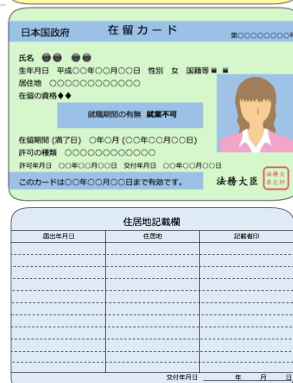 日本国政府 在留カード 第○○○○○○○○
氏名 ●● ●●
生年月日 平成○○年○○月○○日 性別 女 国籍等■ ■
居住地 ○○○○○○○○○○○○
在留の資格◆◆
就職期間の有無 就業不可
在留期間 (満了日) ○年○月 (○○年○○月○○日)
許可の種類 ○○○○○○○○○○○○
許可年月日 ○○年○○月○○日 交付年月日 ○○年○○月○○日
このカードは○○年○○月○○日まで有効です。 法務大臣
住居地記載欄
届出年月日 住居地 記載者印
交付年月日 年 月 日